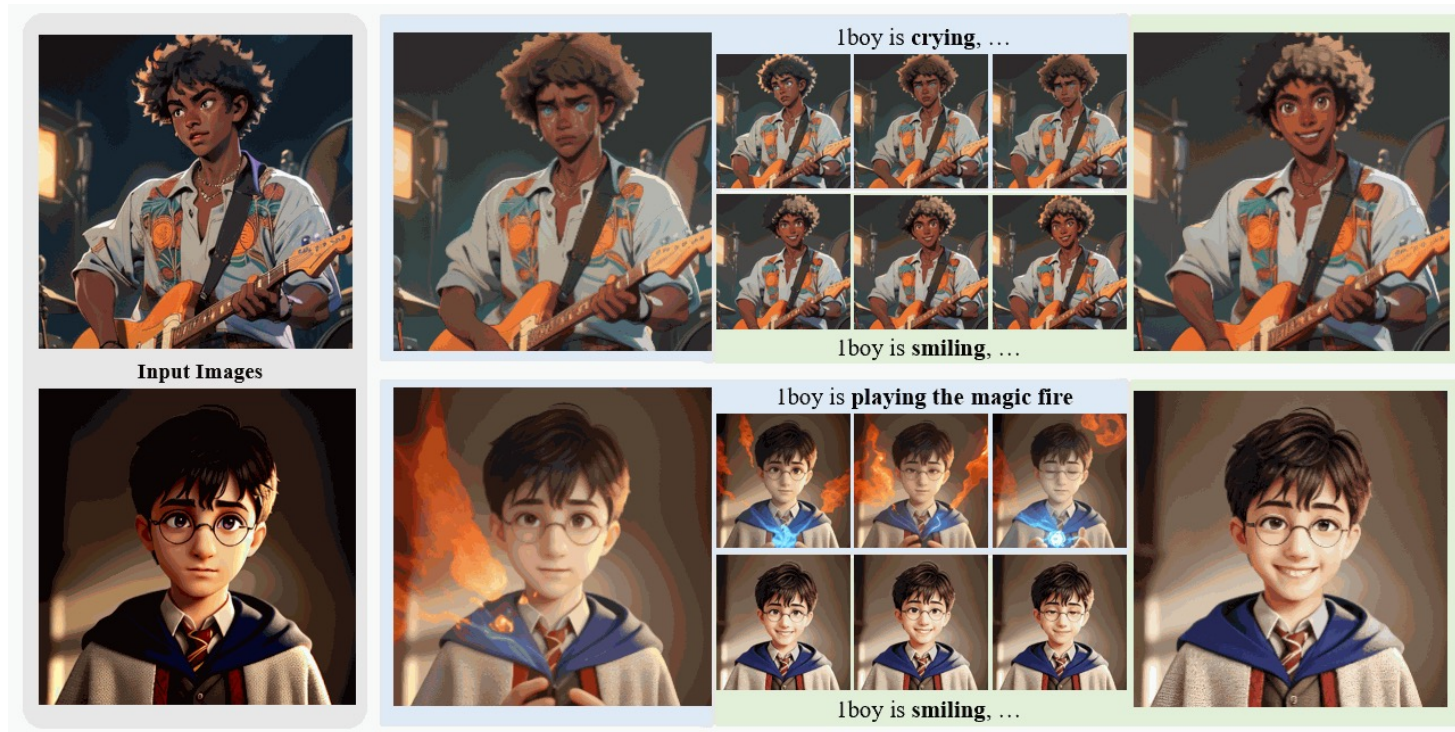 1boy is crying, …
1boy is smiling, …
Input Images
1boy is playing the magic fire
1boy is smiling, …